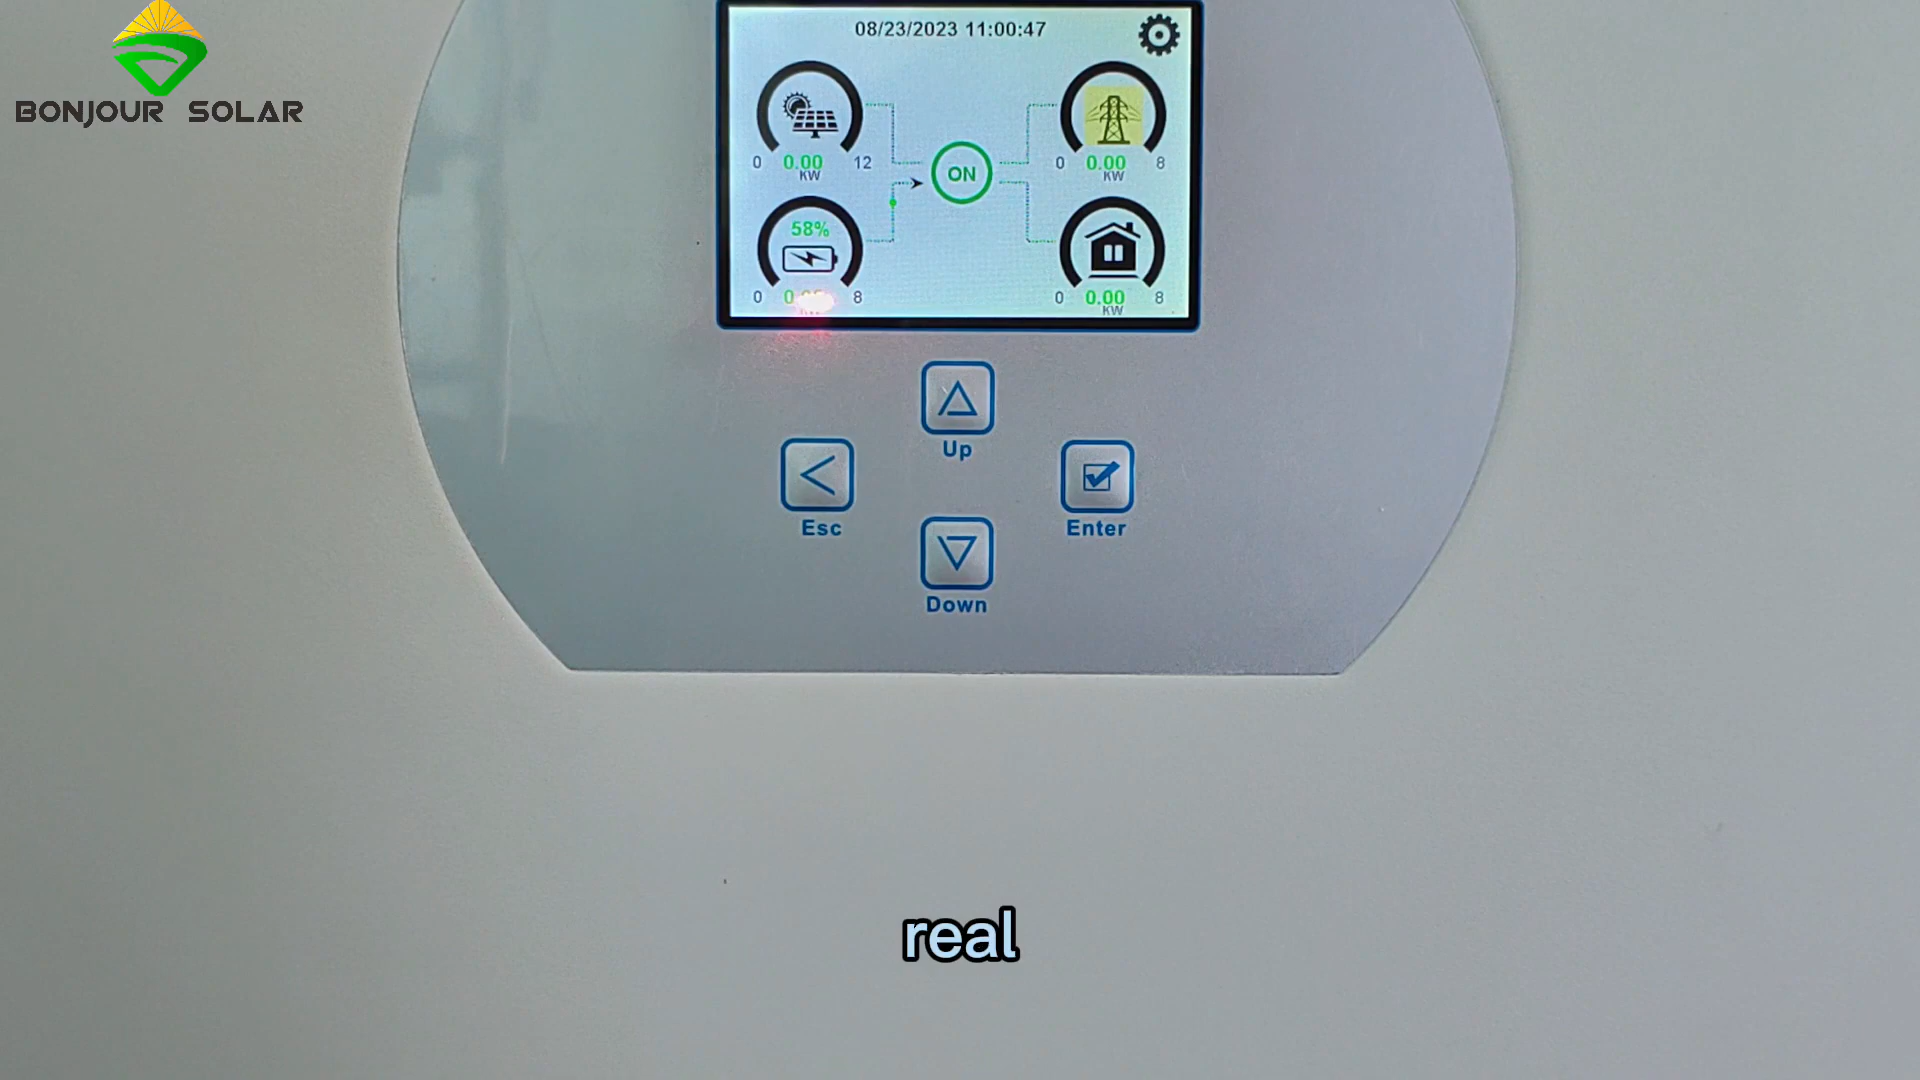 BONJOUR SOLAR
08/23/2023 11:00:47
0 0.00 12
KW
0 0.00 8
KW
ON
58%
0 8
0 0.00 8
KW
Up
Esc
Enter
Down
real